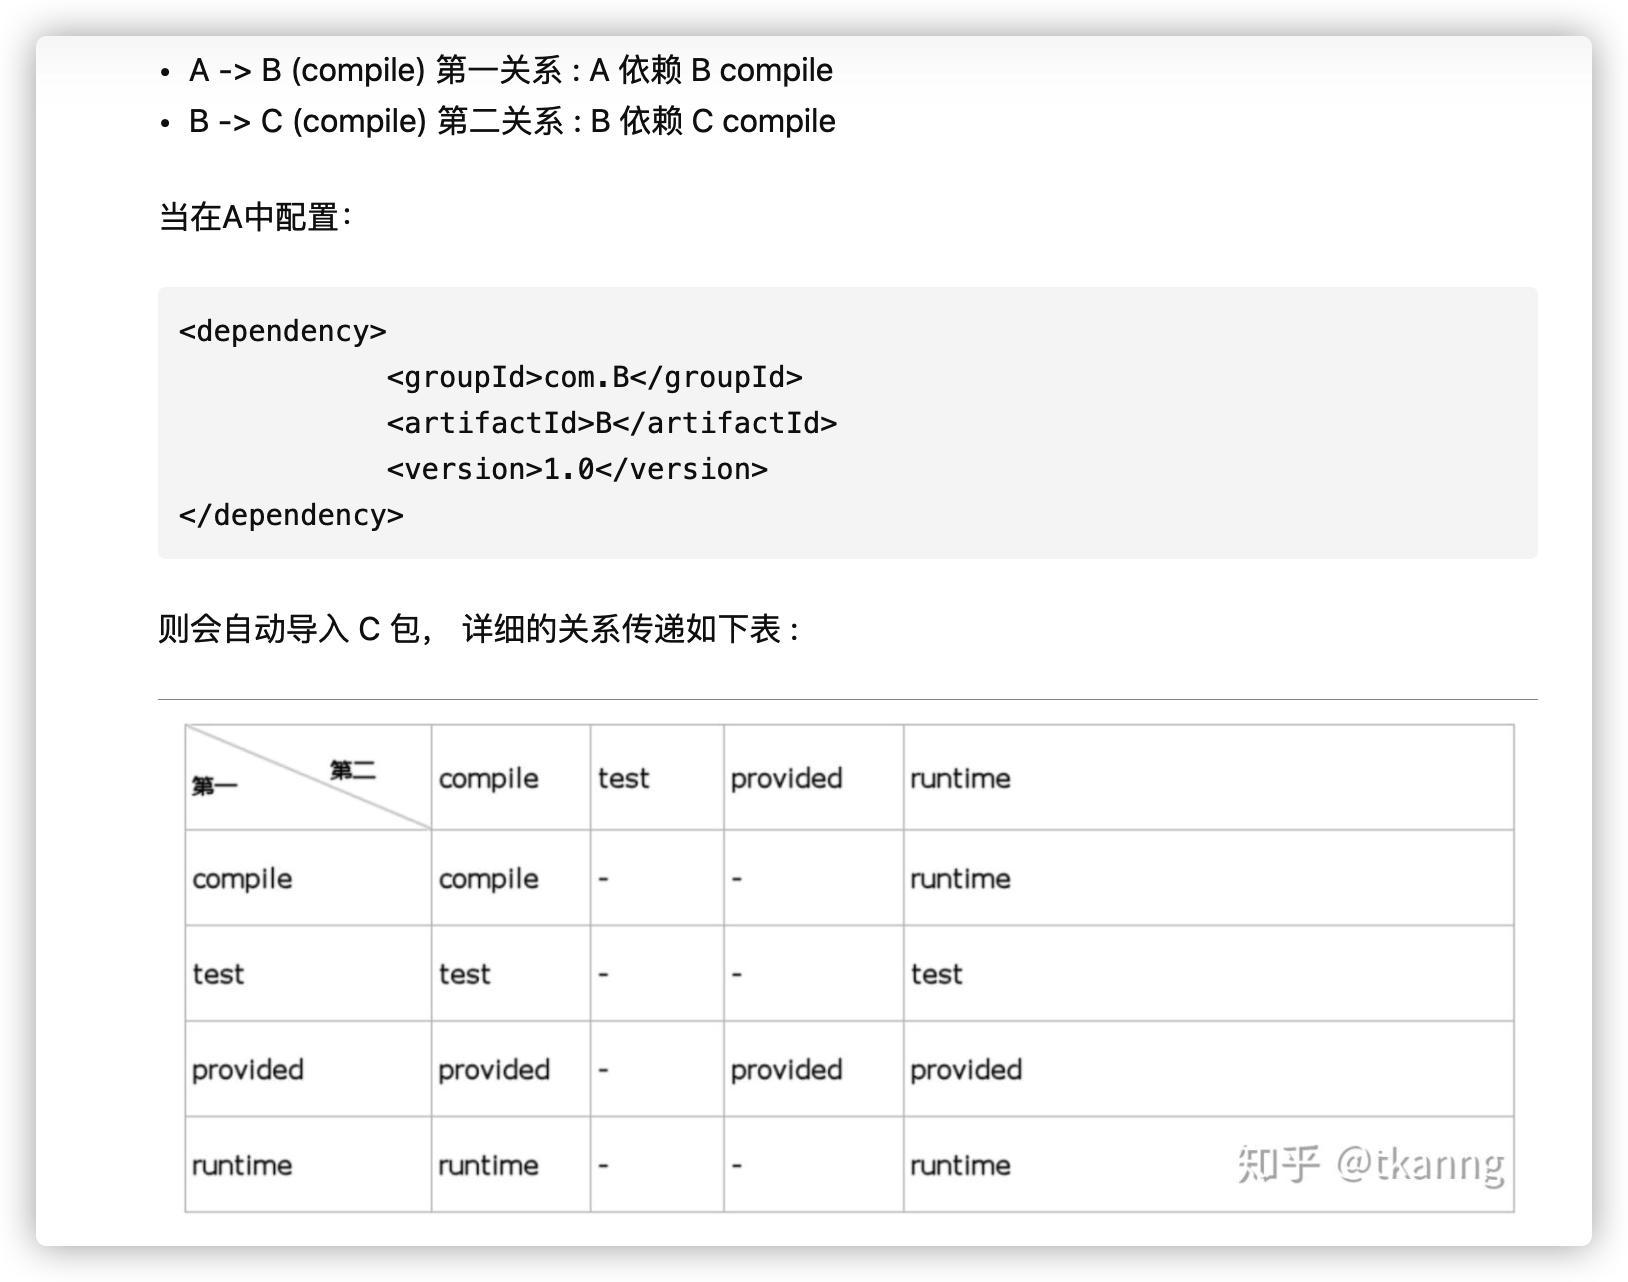 • A -> B (compile) 第一关系 : A 依赖 B compile
• B -> C (compile) 第二关系 : B 依赖 C compile
当在A中配置：
<dependency>
            <groupId>com.B</groupId>
            <artifactId>B</artifactId>
            <version>1.0</version>
</dependency>
则会自动导入 C 包， 详细的关系传递如下表 :
第一 第二 compile test provided runtime
compile compile - - runtime
test test - - test
provided provided - provided provided
runtime runtime - - runtime
知乎 @tkanng